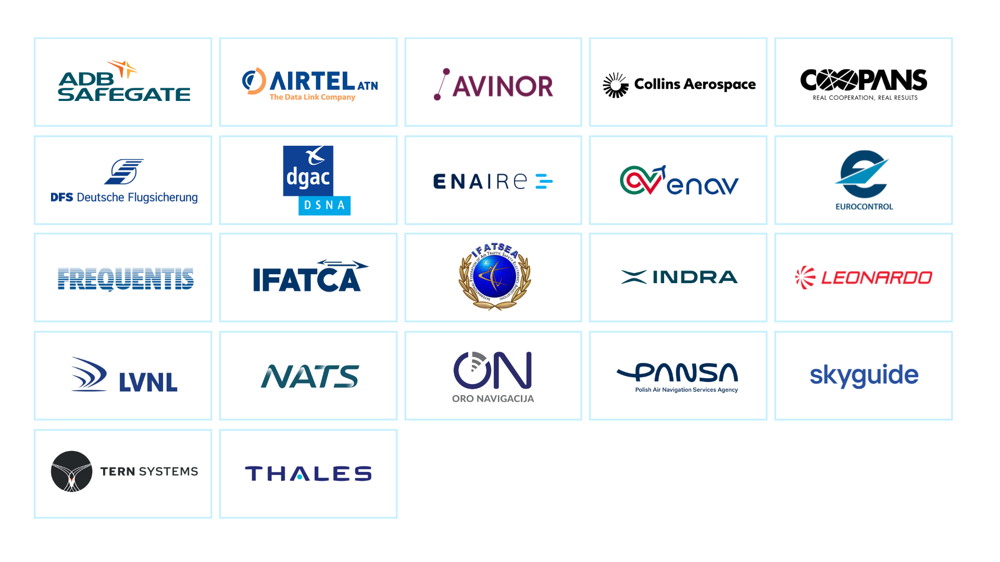 ADB
SAFEGATE
AIRTEL ATN
The Data Link Company
AVINOR
Collins Aerospace
COOPANS
REAL COOPERATION, REAL RESULTS
DFS Deutsche Flugsicherung
dgac
DSNA
ENAIRe
enav
EUROCONTROL
FREQUENTIS
IFATCA
IFATSEA
INTERNATIONAL FEDERATION OF AIR TRAFFIC SAFETY ELECTRONICS ASSOCIATIONS
INDRA
LEONARDO
LVNL
NATS
ON
ORO NAVIGACIJA
PANSA
Polish Air Navigation Services Agency
skyguide
TERN SYSTEMS
THALES